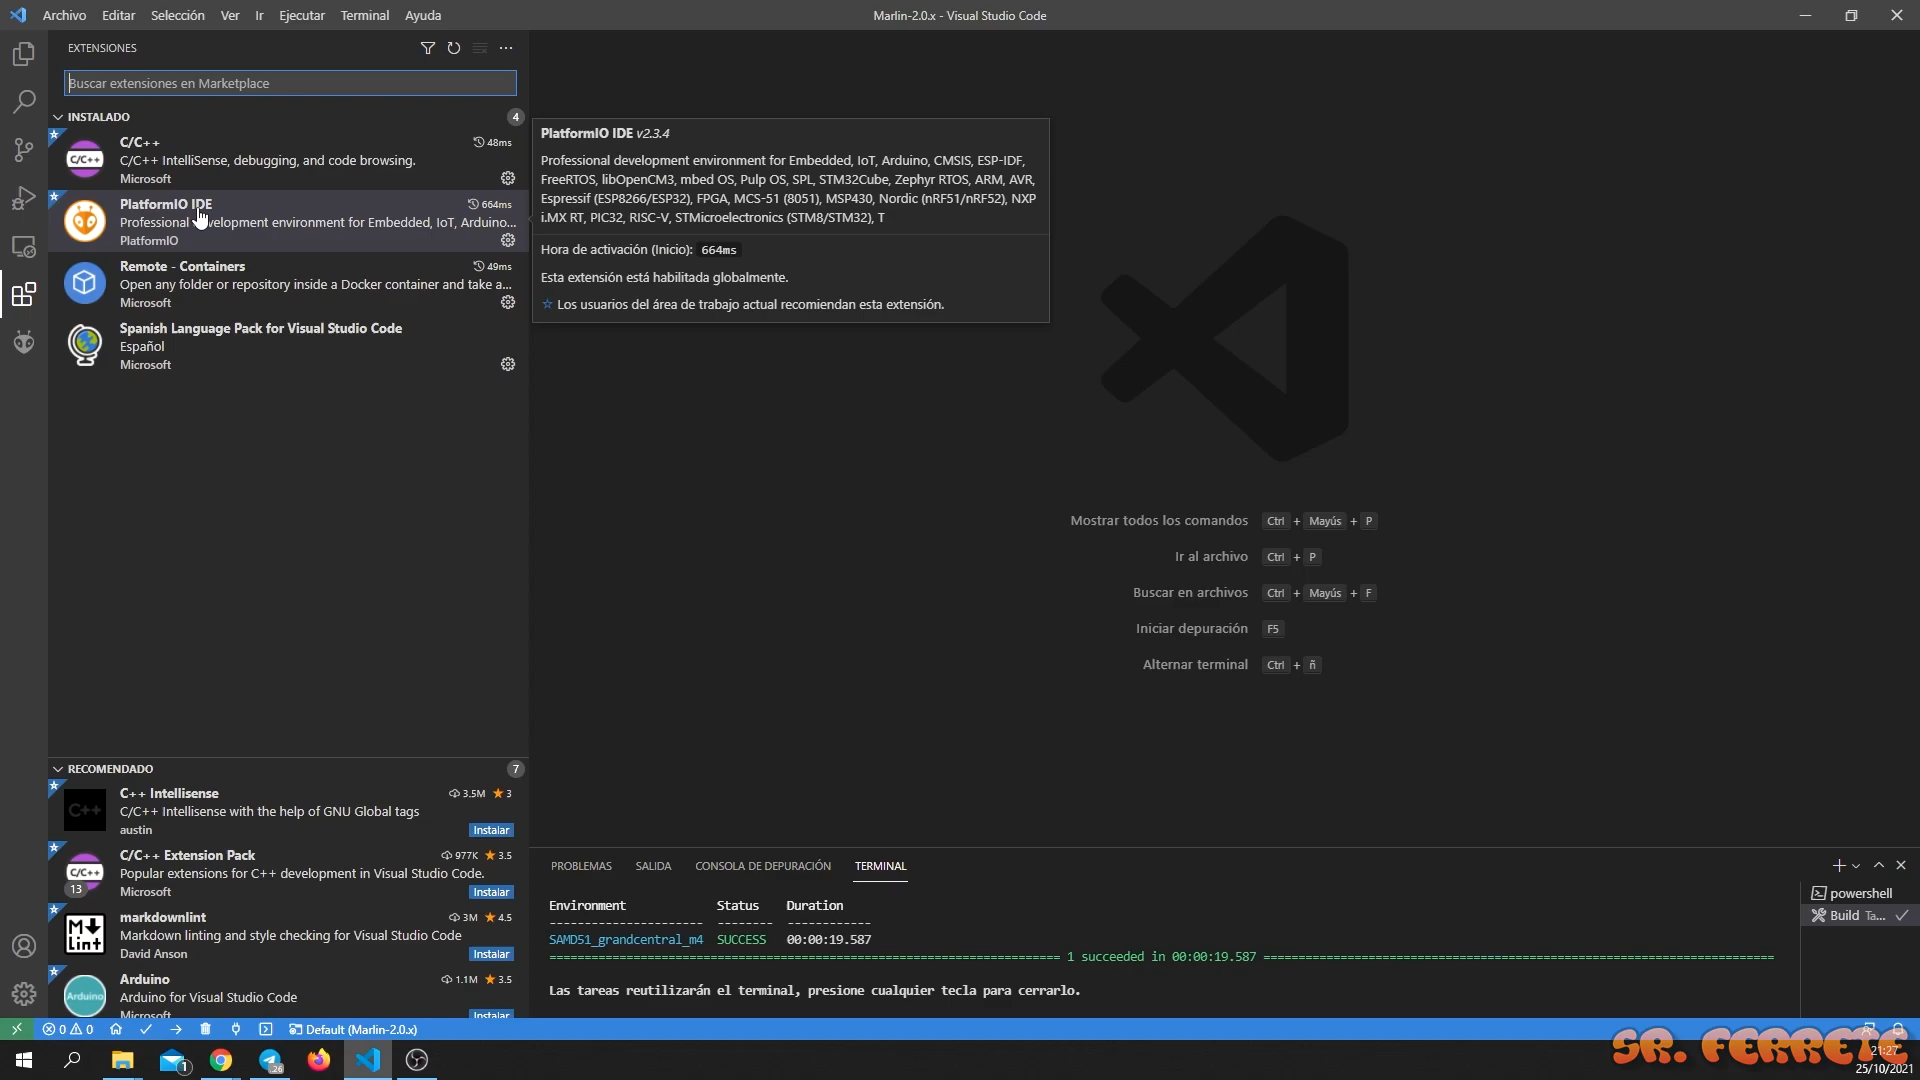 Archivo Editar Selección Ver Ir Ejecutar Terminal Ayuda
Marlin-2.0.x - Visual Studio Code
EXTENSIONES
Buscar extensiones en Marketplace
INSTALADO 4
C/C++
C/C++ 48ms
C/C++ IntelliSense, debugging, and code browsing.
Microsoft
PlatformIO IDE 664ms
Professional development environment for Embedded, IoT, Arduino...
PlatformIO
Remote - Containers 49ms
Open any folder or repository inside a Docker container and take a...
Microsoft
Spanish Language Pack for Visual Studio Code
Español
Microsoft
PlatformIO IDE v2.3.4
Professional development environment for Embedded, IoT, Arduino, CMSIS, ESP-IDF,
FreeRTOS, libOpenCM3, mbed OS, Pulp OS, SPL, STM32Cube, Zephyr RTOS, ARM, AVR,
Espressif (ESP8266/ESP32), FPGA, MCS-51 (8051), MSP430, Nordic (nRF51/nRF52), NXP
i.MX RT, PIC32, RISC-V, STMicroelectronics (STM8/STM32), T
Hora de activación (Inicio): 664ms
Esta extensión está habilitada globalmente.
Los usuarios del área de trabajo actual recomiendan esta extensión.
Mostrar todos los comandos Ctrl + Mayús + P
Ir al archivo Ctrl + P
Buscar en archivos Ctrl + Mayús + F
Iniciar depuración F5
Alternar terminal Ctrl + ñ
RECOMENDADO 7
C++
C++ Intellisense 3.5M 3
C/C++ Intellisense with the help of GNU Global tags
austin Instalar
C/C++
13
C/C++ Extension Pack 977K 3.5
Popular extensions for C++ development in Visual Studio Code.
Microsoft Instalar
M
Lint
markdownlint 3M 4.5
Markdown linting and style checking for Visual Studio Code
David Anson Instalar
Arduino
Arduino 1.1M 3.5
Arduino for Visual Studio Code
Microsoft Instalar
PROBLEMAS SALIDA CONSOLA DE DEPURACIÓN TERMINAL
Environment Status Duration
---------------------- -------- ------------
SAMD51_grandcentral_m4 SUCCESS 00:00:19.587
1 succeeded in 00:00:19.587
Las tareas reutilizarán el terminal, presione cualquier tecla para cerrarlo.
powershell
Build Ta...
0 0 Default (Marlin-2.0.x)
1
26
SR. FERRETE
21:27
25/10/2021